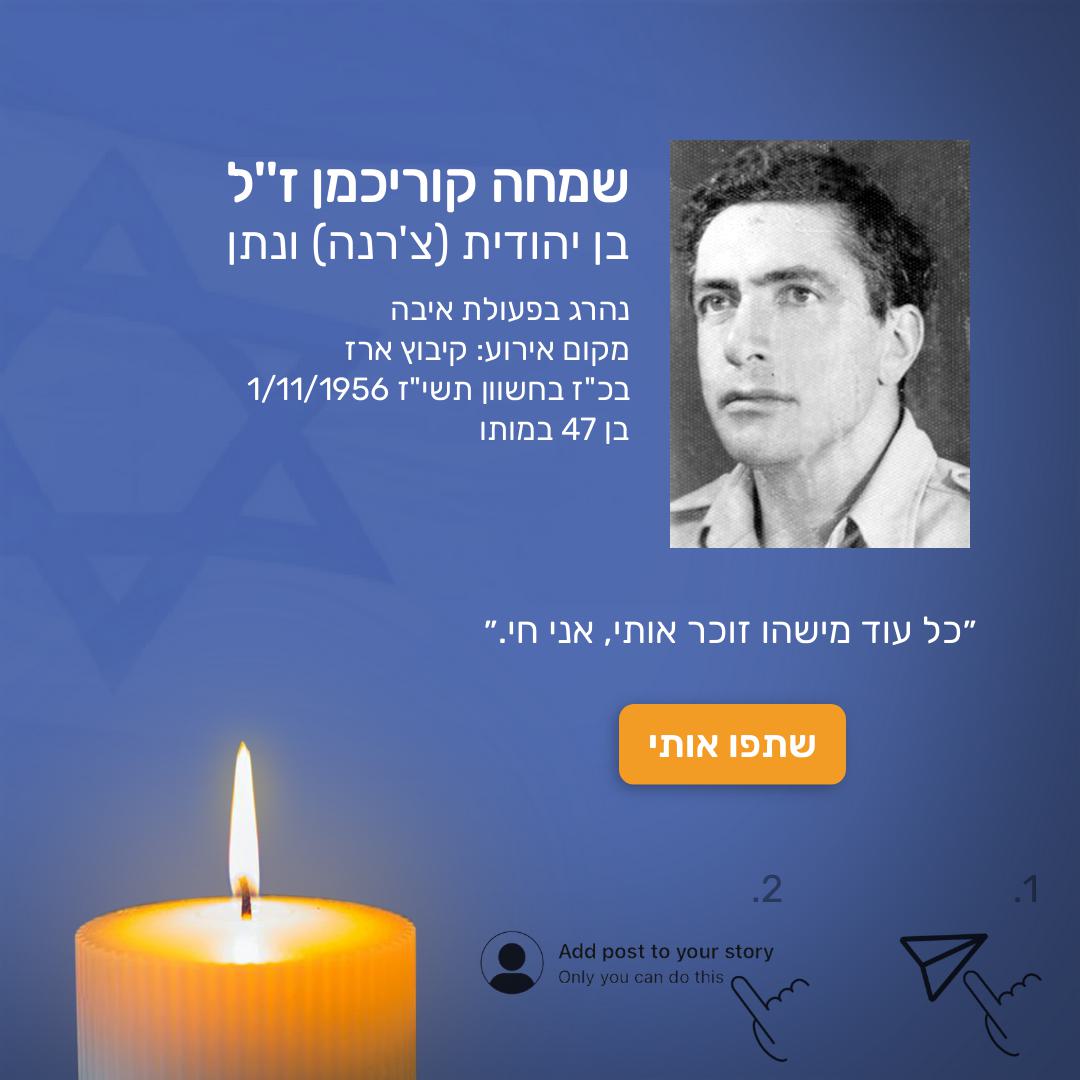 שמחה קוריכמן ז"ל
בן יהודית (צ'רנה) ונתן
נהרג בפעולת איבה
מקום אירוע: קיבוץ ארז
בכ"ז בחשוון תשי"ז 1/11/1956
בן 47 במותו
״כל עוד מישהו זוכר אותי, אני חי.״
שתפו אותי
.1
.2
Add post to your story
Only you can do this